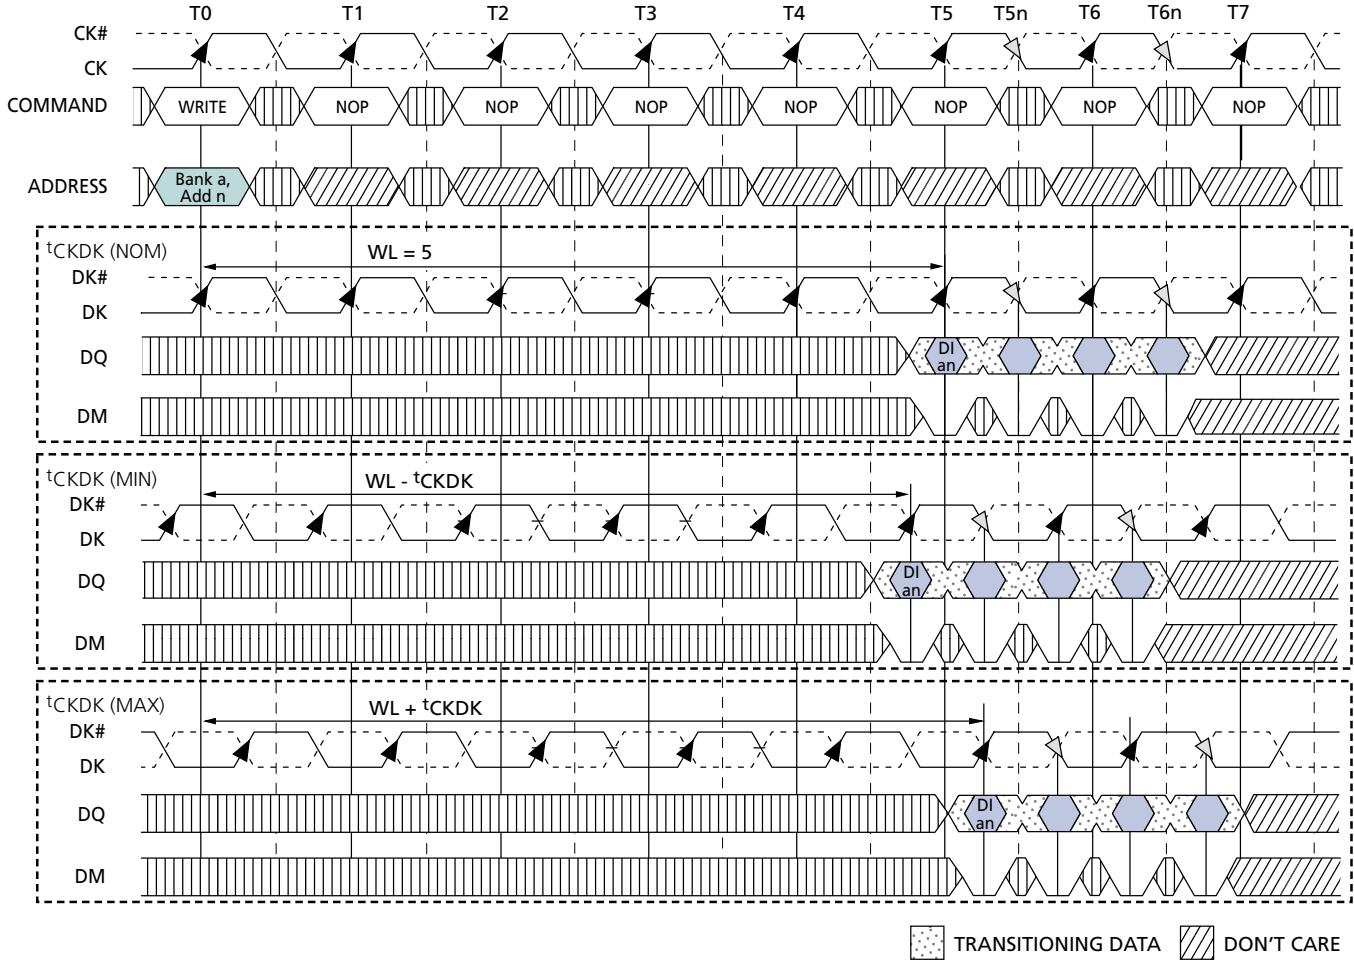 T0 T1 T2 T3 T4 T5 T5n T6 T6n T7
CK#
CK
COMMAND WRITE NOP NOP NOP NOP NOP NOP NOP
ADDRESS Bank a,
Add n
tCKDK (NOM)
WL = 5
DK#
DK
DQ DI
an
DM
tCKDK (MIN)
WL - tCKDK
DK#
DK
DQ DI
an
DM
tCKDK (MAX)
WL + tCKDK
DK#
DK
DQ DI
an
DM
TRANSITIONING DATA DON'T CARE